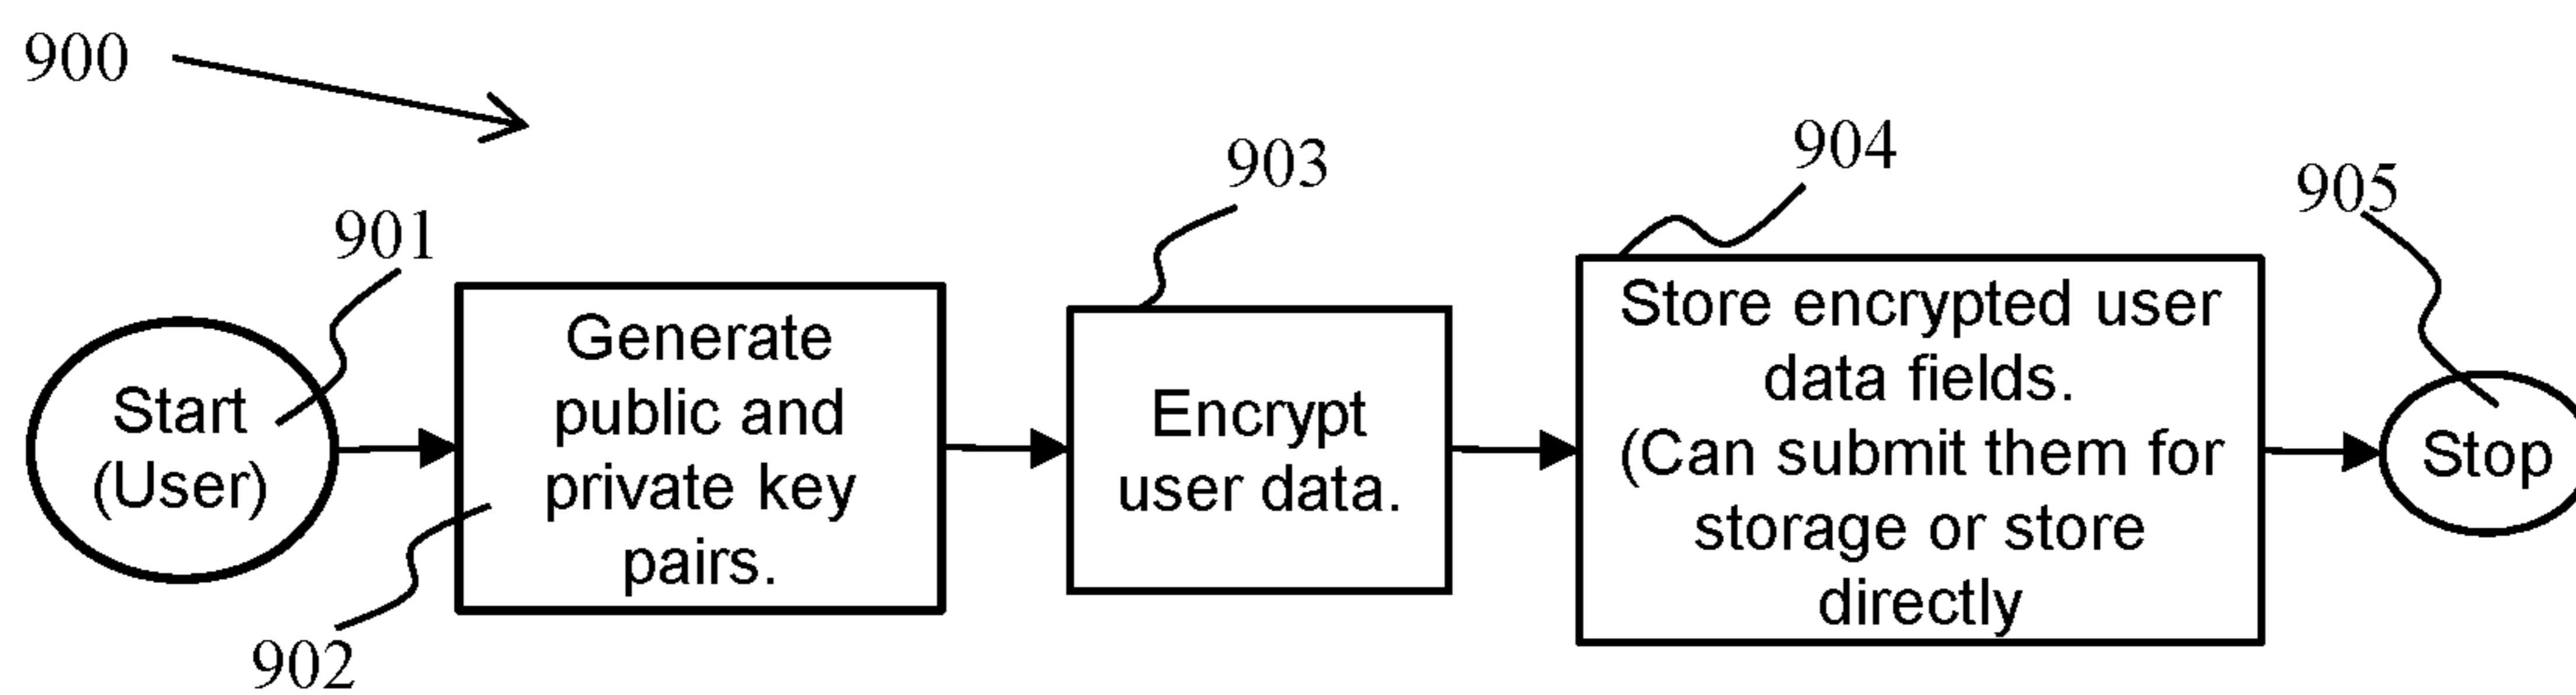 900
901
Start
(User)
902
Generate
public and
private key
pairs.
903
Encrypt
user data.
904
Store encrypted user
data fields.
(Can submit them for
storage or store
directly
905
Stop